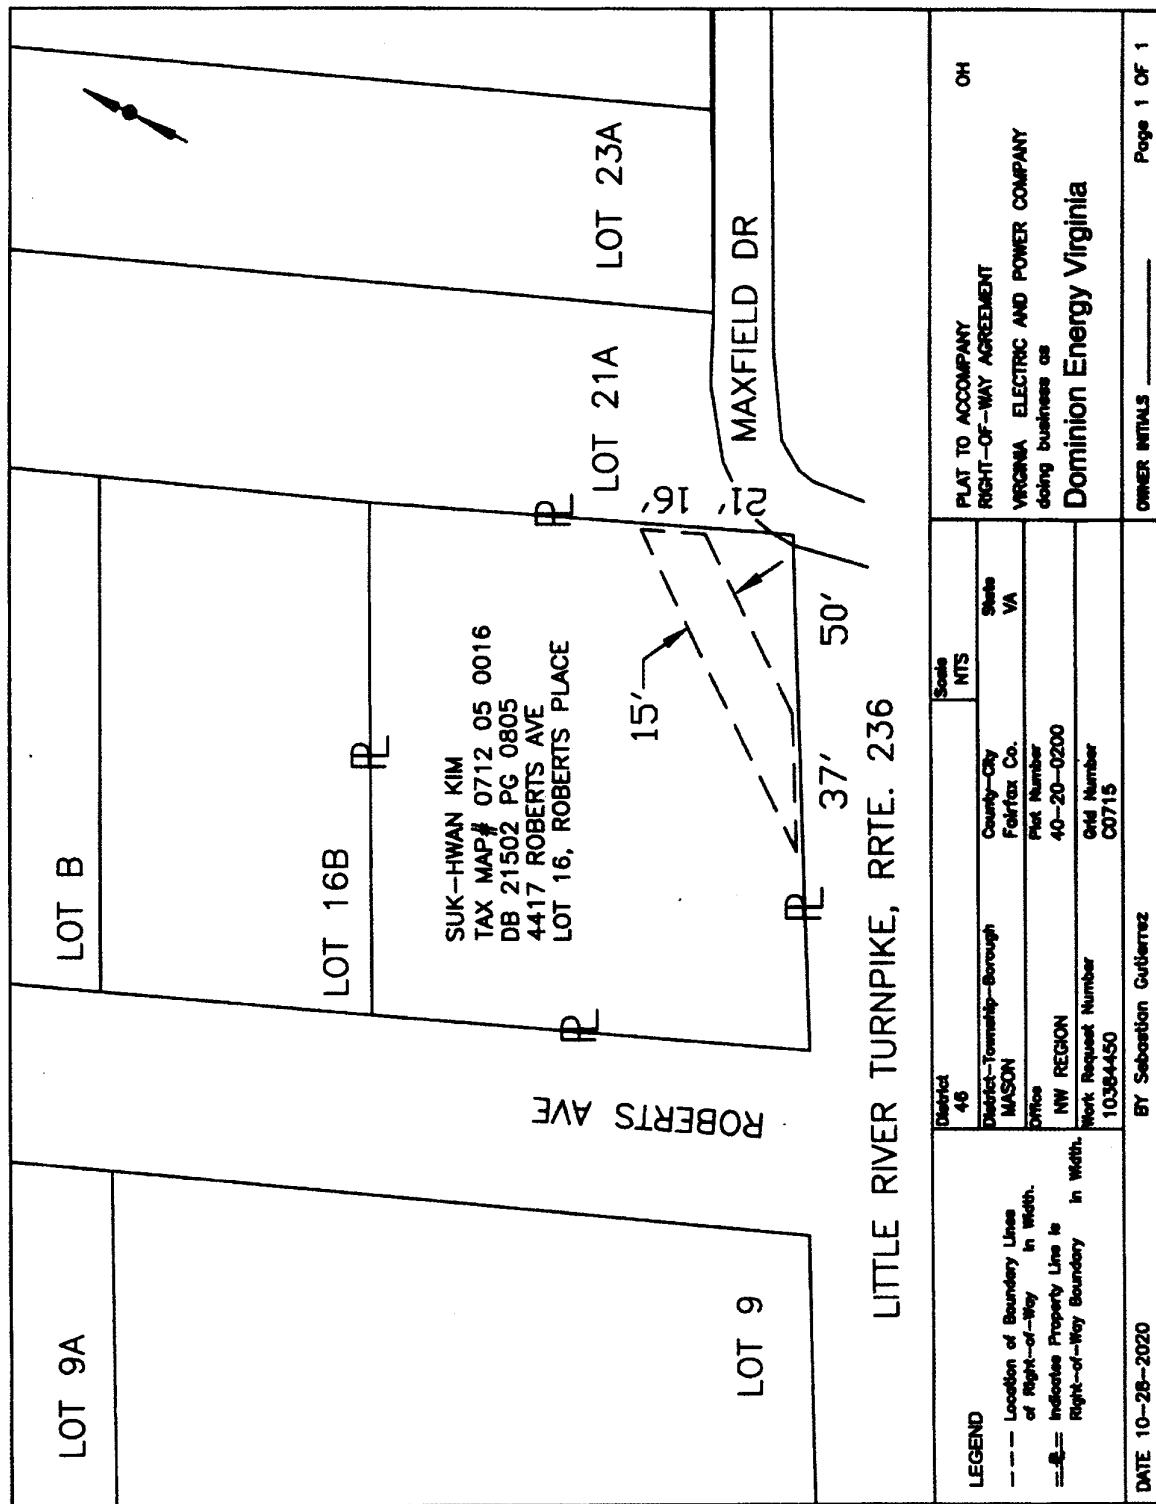 LOT 9A
LOT B
LOT 16B
LOT 9
ROBERTS AVE
SUK-HWAN KIM
TAX MAP# 0712 05 0016
DB 21502 PG 0805
4417 ROBERTS AVE
LOT 16, ROBERTS PLACE
PL
PL
PL
PL
LOT 21A
LOT 23A
15'
16'
21'
37'
50'
MAXFIELD DR
LITTLE RIVER TURNPIKE, RRTE. 236
LEGEND
Location of Boundary Lines
of Right-of-Way in Width.
Indicates Property Line is
Right-of-Way Boundary in Width.
District
46
Scale
NTS
District-Township-Borough
MASON
County-City
Fairfax Co.
State
VA
Office
NW REGION
Plat Number
40-20-0200
Work Request Number
10384450
Grid Number
C0715
PLAT TO ACCOMPANY
RIGHT-OF-WAY AGREEMENT
OH
VIRGINIA ELECTRIC AND POWER COMPANY
doing business as
Dominion Energy Virginia
DATE 10-28-2020
BY Sebastian Gutierrez
OWNER INITIALS
Page 1 OF 1